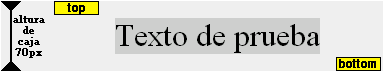 top
altura
de
caja
70px
Texto de prueba
bottom